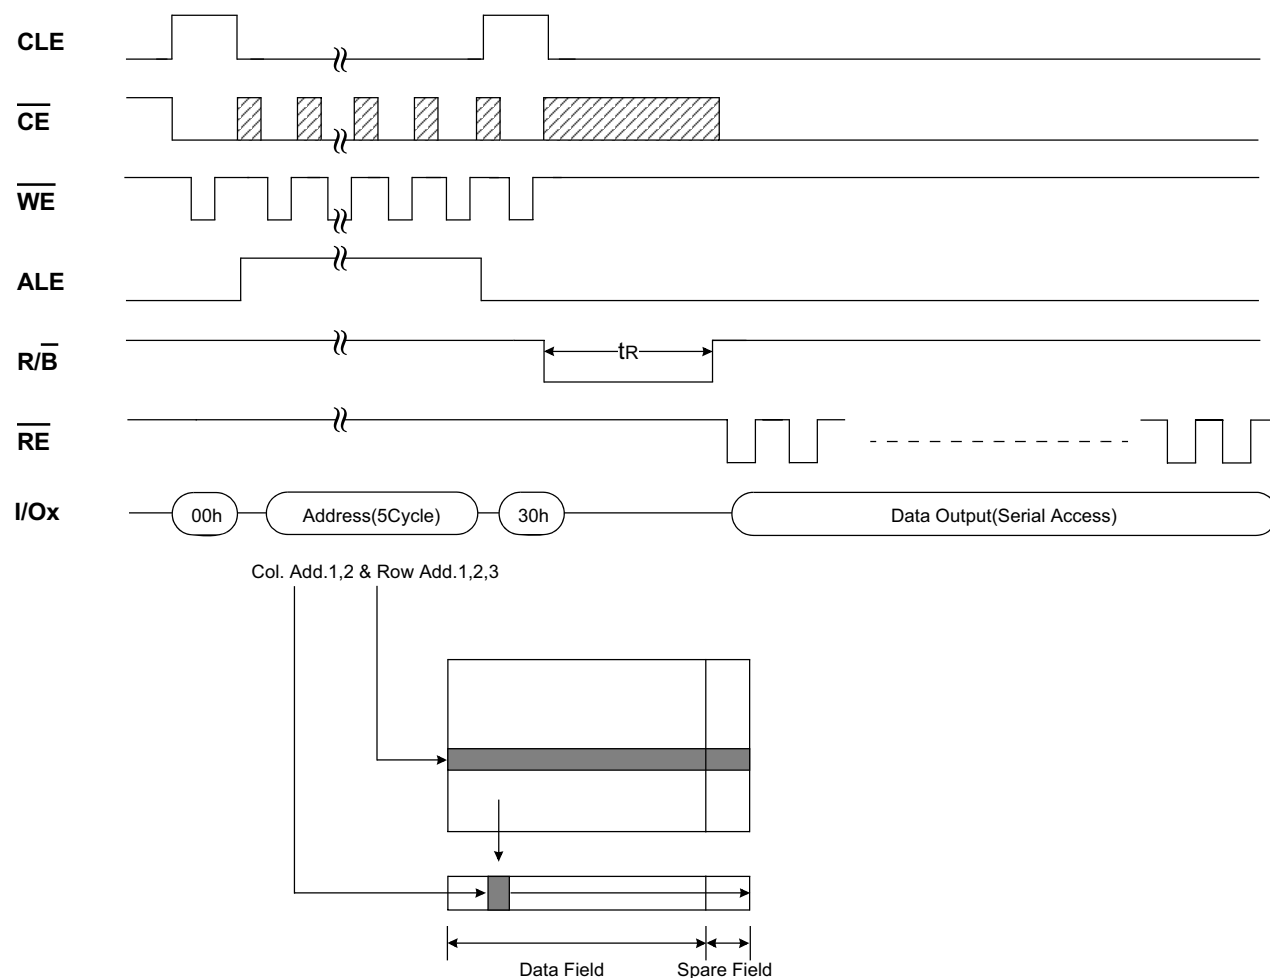 CLE
CE
WE
ALE
R/B
tR
RE
I/Ox
00h
Address(5Cycle)
30h
Data Output(Serial Access)
Col. Add.1,2 & Row Add.1,2,3
Data Field
Spare Field